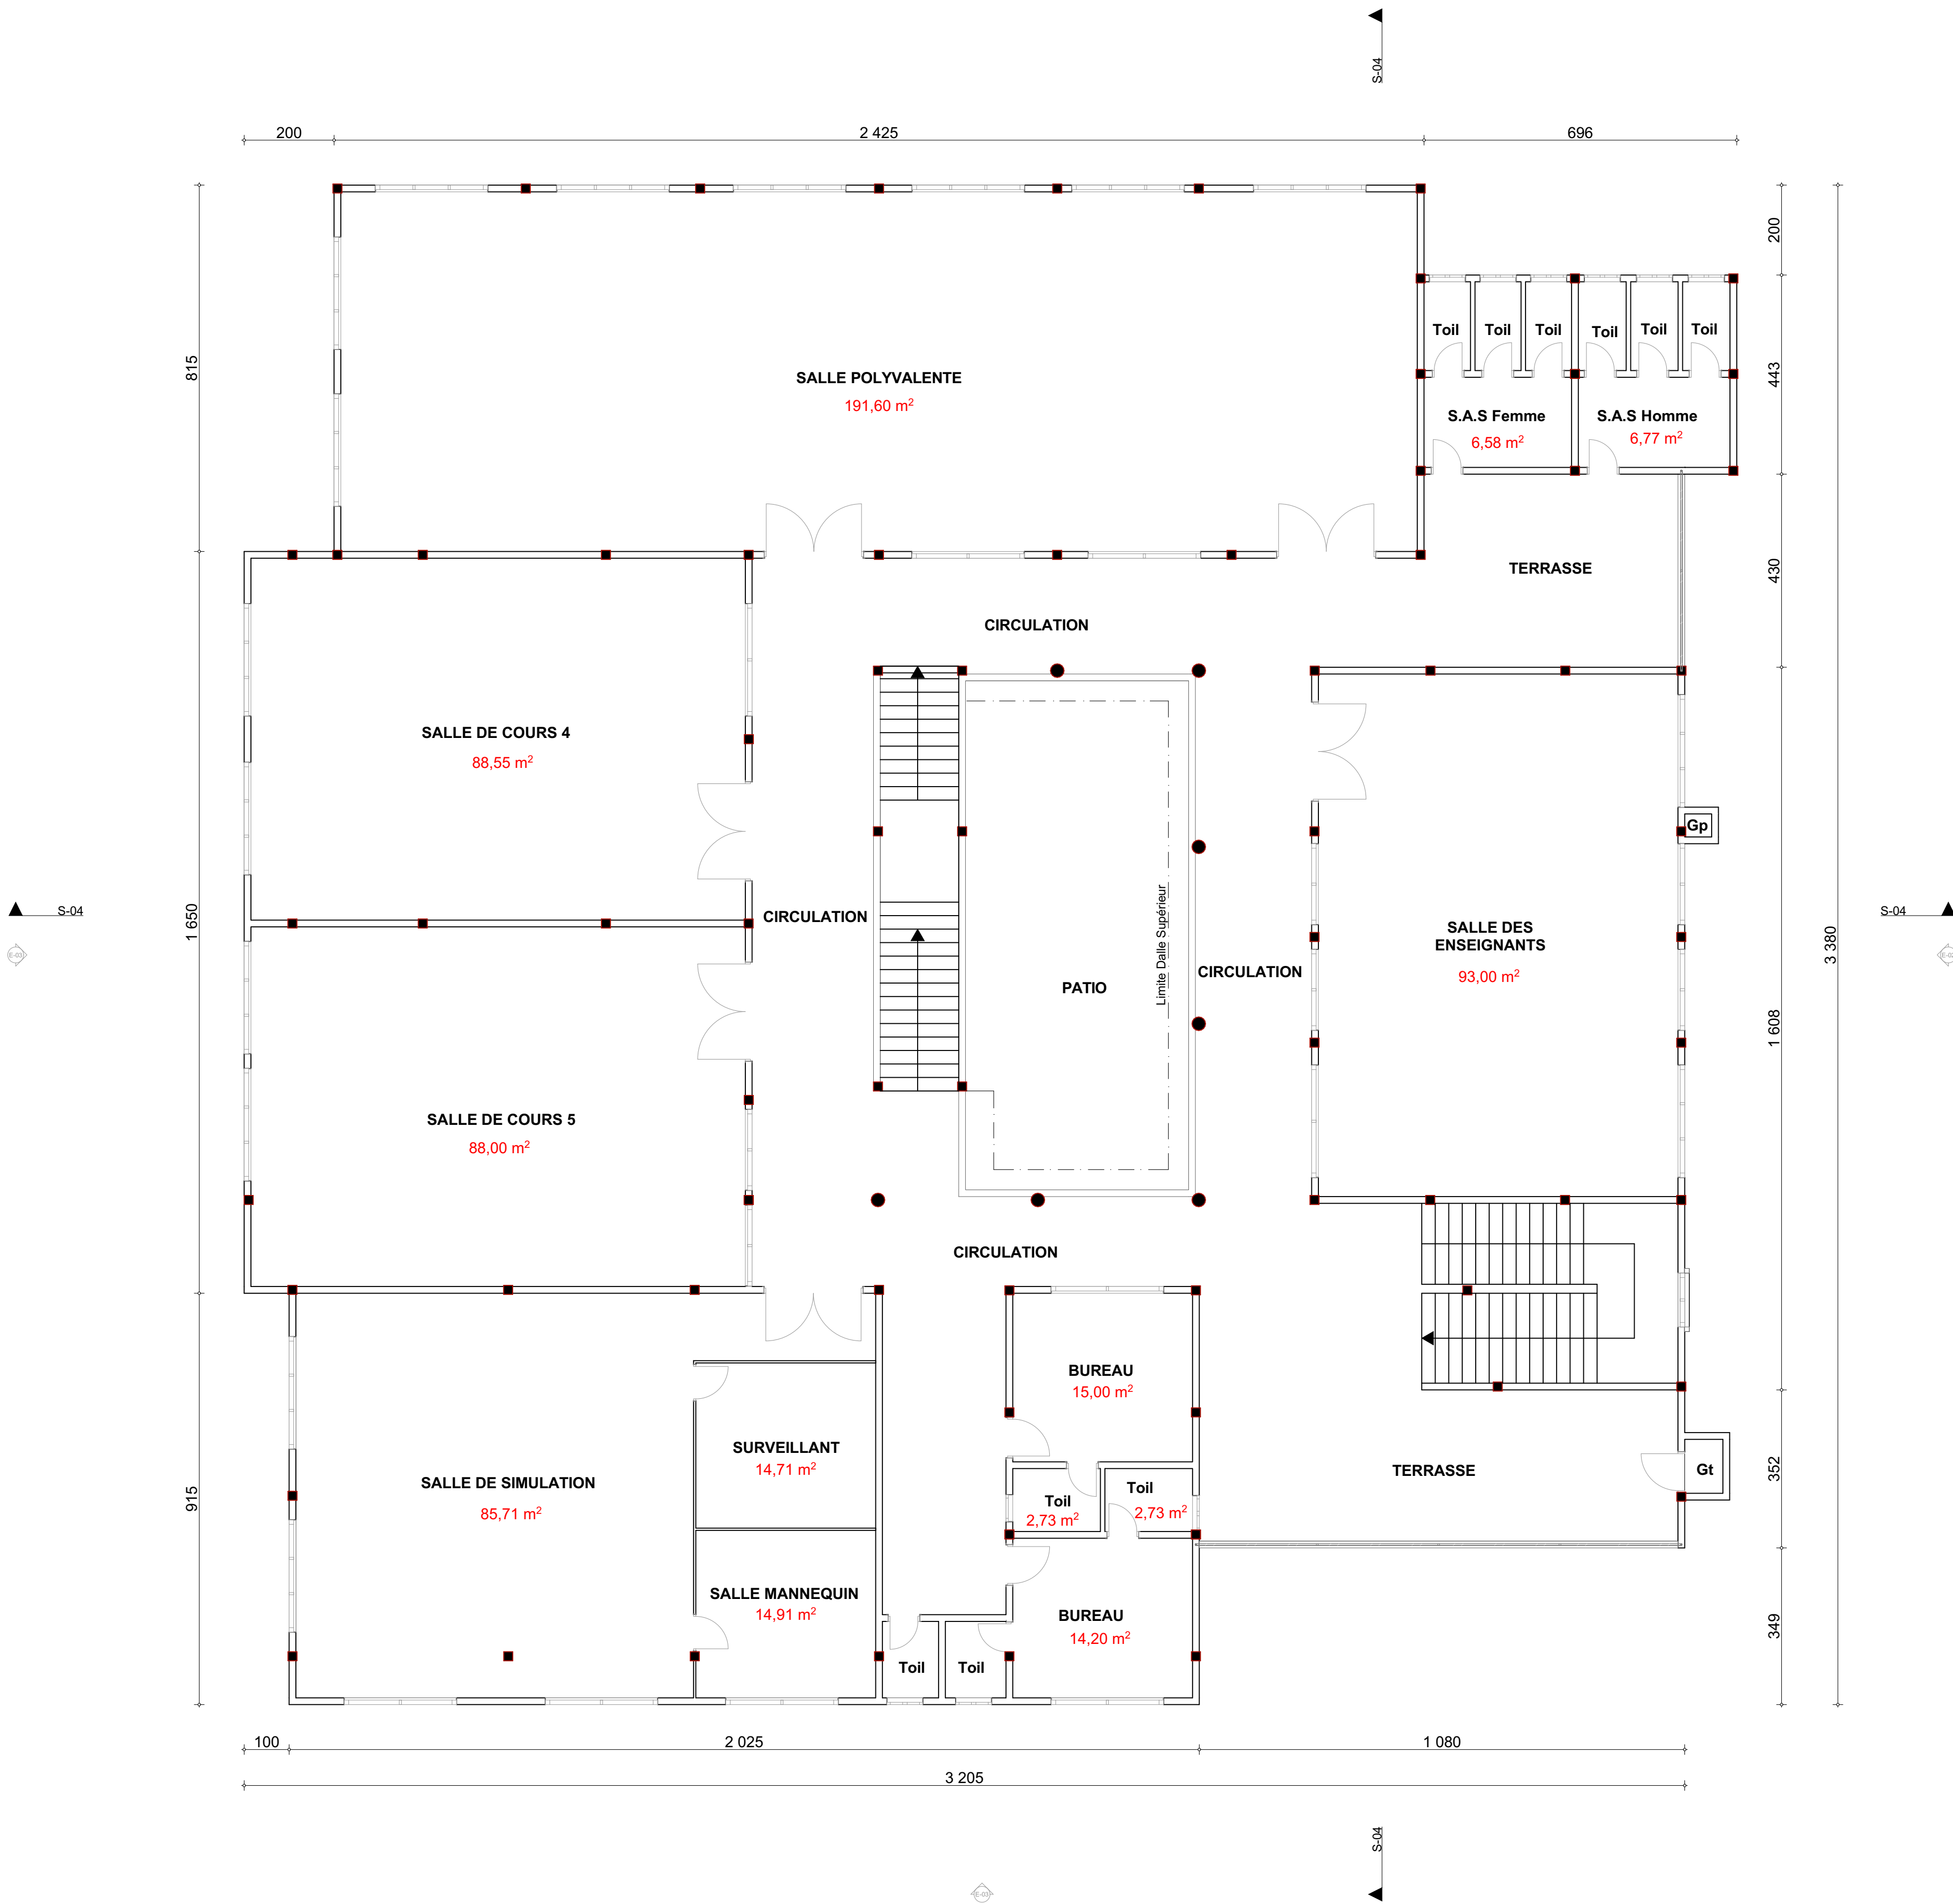 S-04
200
2 425
696
200
815
443
430
Toil
Toil
Toil
Toil
Toil
Toil
SALLE POLYVALENTE
191,60 m²
S.A.S Femme
6,58 m²
S.A.S Homme
6,77 m²
TERRASSE
CIRCULATION
SALLE DE COURS 4
88,55 m²
Gp
S-04
E-03
1 650
CIRCULATION
Limite Dalle Supérieur
PATIO
CIRCULATION
SALLE DES
ENSEIGNANTS
93,00 m²
1 608
3 380
S-04
SALLE DE COURS 5
88,00 m²
CIRCULATION
BUREAU
15,00 m²
SURVEILLANT
14,71 m²
SALLE DE SIMULATION
85,71 m²
Toil
2,73 m²
Toil
2,73 m²
TERRASSE
Gt
352
915
SALLE MANNEQUIN
14,91 m²
BUREAU
14,20 m²
349
Toil
Toil
100
2 025
1 080
3 205
S-04
E-03